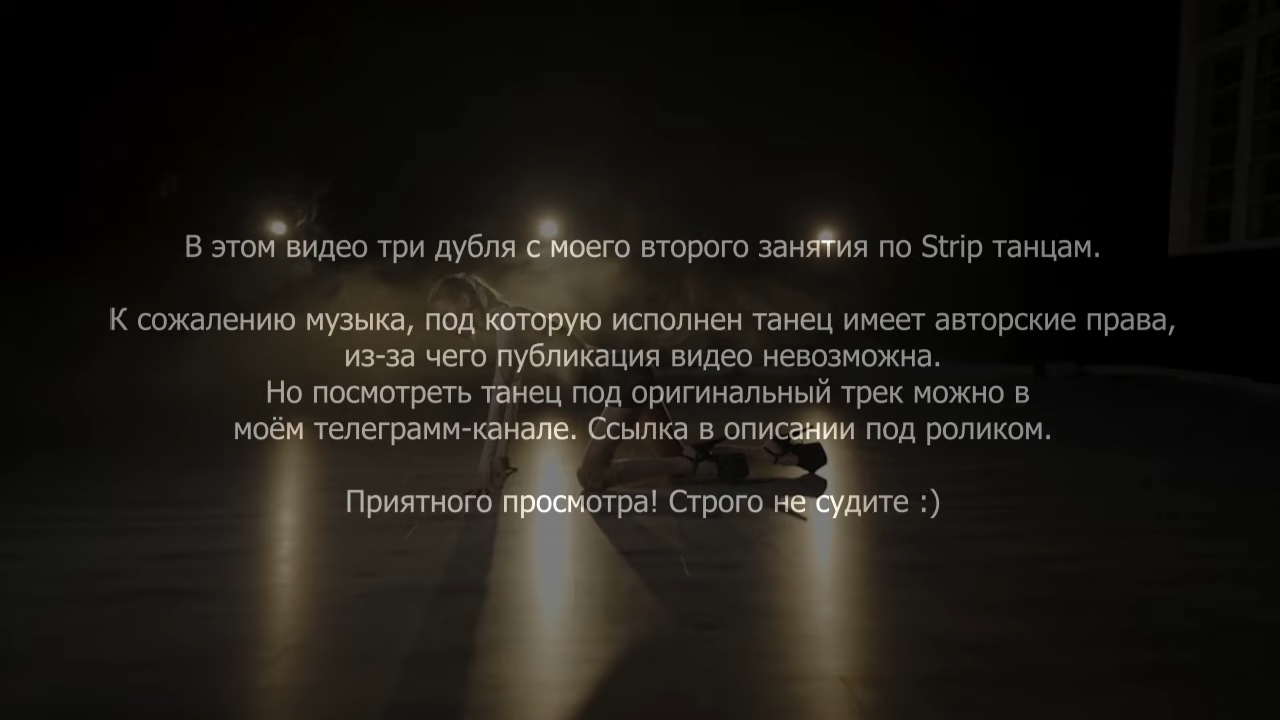 В этом видео три дубля с моего второго занятия по Strip танцам.
К сожалению музыка, под которую исполнен танец имеет авторские права,
из-за чего публикация видео невозможна.
Но посмотреть танец под оригинальный трек можно в
моём телеграмм-канале. Ссылка в описании под роликом.
Приятного просмотра! Строго не судите :)